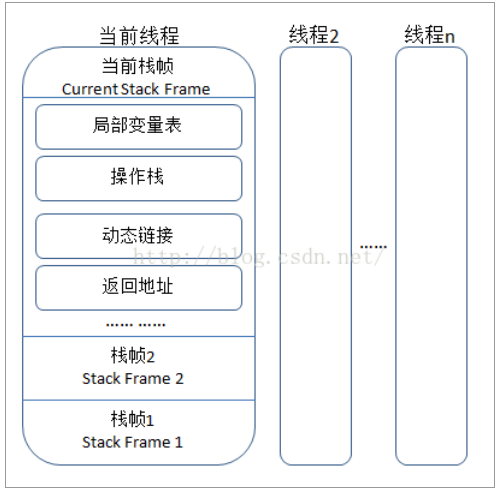 当前线程
线程2
线程n
当前栈帧
Current Stack Frame
局部变量表
操作栈
动态链接
http://blog.csdn.net/
返回地址
…… ……
……
栈帧2
Stack Frame 2
栈帧1
Stack Frame 1